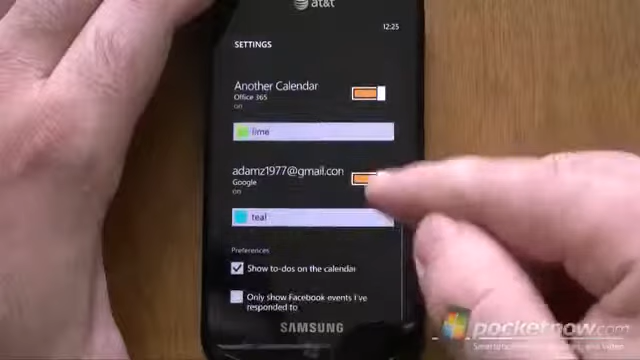 at&t
12:25
SETTINGS
Another Calendar
Office 365
on
lime
adamz1977@gmail.con
Google
on
teal
Preferences
Show to-dos on the calendar
Only show Facebook events I've
responded to
SAMSUNG
pocketnow.com